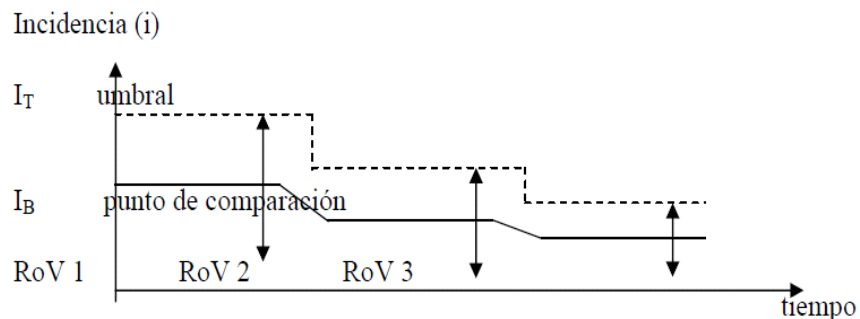 Incidencia (i)
I_T umbral
I_B punto de comparación
RoV 1 RoV 2 RoV 3
tiempo